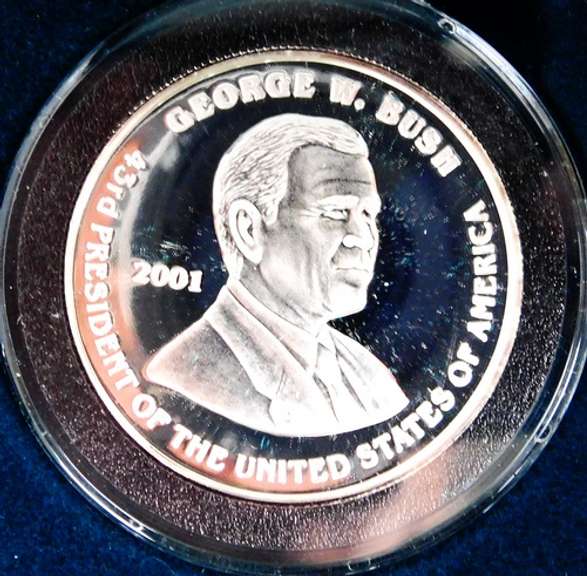 GEORGE W. BUSH
2001
43rd PRESIDENT OF THE UNITED STATES OF AMERICA